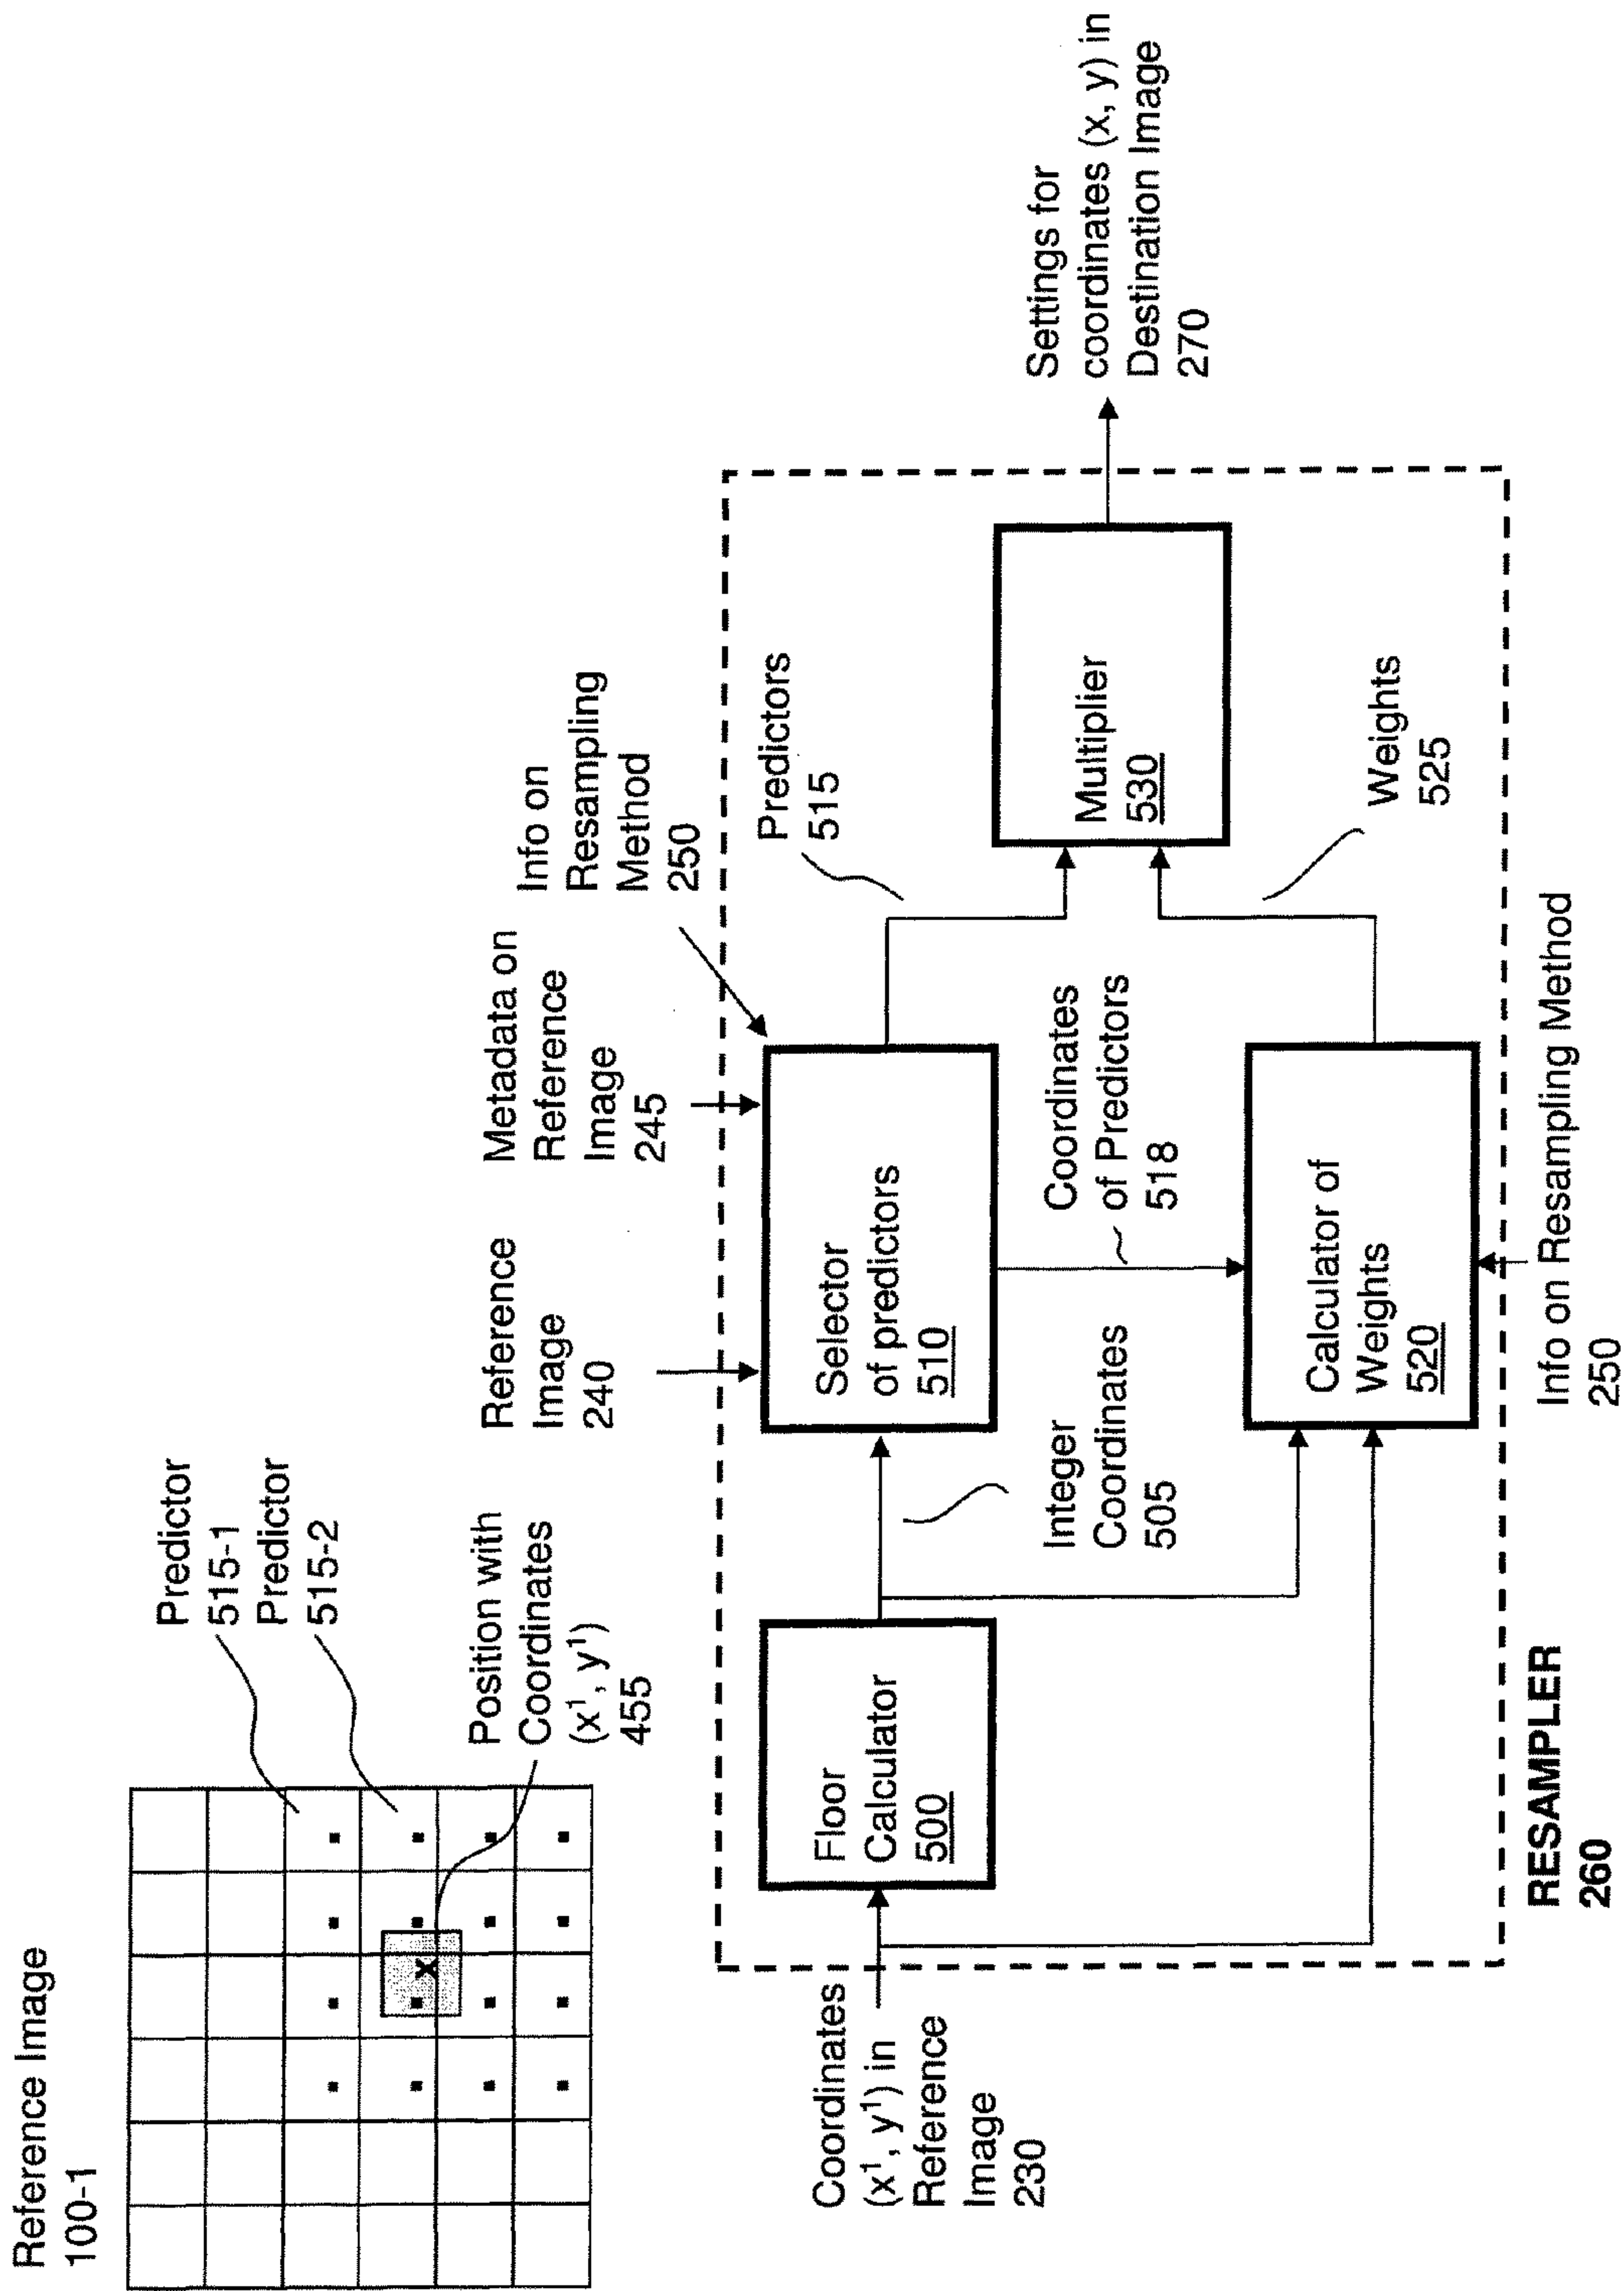 Reference Image
100-1
Predictor
515-1
Predictor
515-2
Position with
Coordinates
(x¹, y¹)
455
Reference
Image
240
Metadata on
Reference
Image
245
Info on
Resampling
Method
250
Coordinates
(x¹, y¹) in
Reference
Image
230
Floor
Calculator
500
Integer
Coordinates
505
Selector
of predictors
510
Coordinates
of Predictors
518
Predictors
515
Calculator of
Weights
520
Weights
525
Multiplier
530
Settings for
coordinates (x, y) in
Destination Image
270
Info on Resampling Method
250
RESAMPLER
260
X